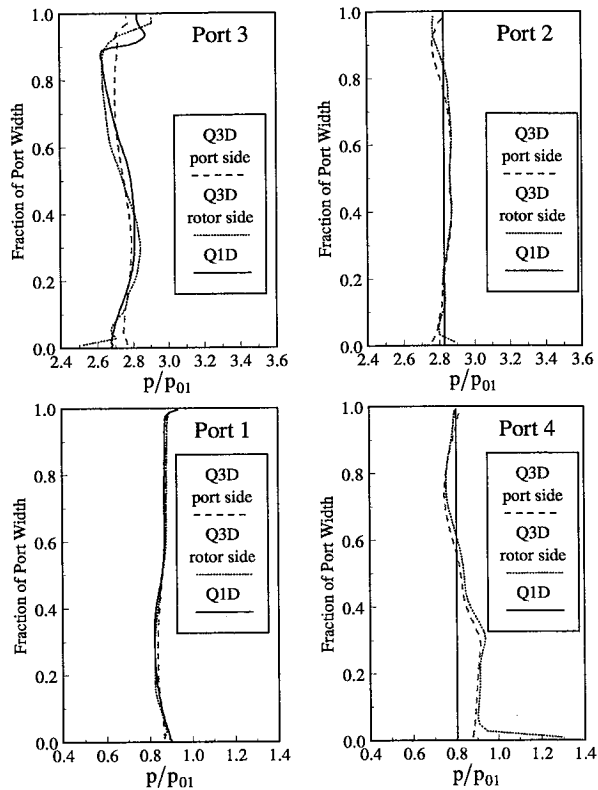 Port 3
Fraction of Port Width
1.0
0.8
0.6
0.4
0.2
0.0
Q3D
port side
Q3D
rotor side
Q1D
2.4 2.6 2.8 3.0 3.2 3.4 3.6
p/p01
Port 2
Fraction of Port Width
1.0
0.8
0.6
0.4
0.2
0.0
Q3D
port side
Q3D
rotor side
Q1D
2.4 2.6 2.8 3.0 3.2 3.4 3.6
p/p01
Port 1
Fraction of Port Width
1.0
0.8
0.6
0.4
0.2
0.0
Q3D
port side
Q3D
rotor side
Q1D
0.4 0.6 0.8 1.0 1.2 1.4
p/p01
Port 4
Fraction of Port Width
1.0
0.8
0.6
0.4
0.2
0.0
Q3D
port side
Q3D
rotor side
Q1D
0.4 0.6 0.8 1.0 1.2 1.4
p/p01